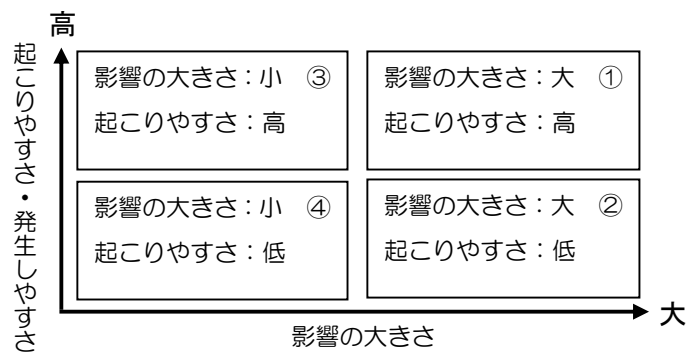 高
起こりやすさ・発生しやすさ
影響の大きさ：小　③
起こりやすさ：高
影響の大きさ：大　①
起こりやすさ：高
影響の大きさ：小　④
起こりやすさ：低
影響の大きさ：大　②
起こりやすさ：低
大
影響の大きさ